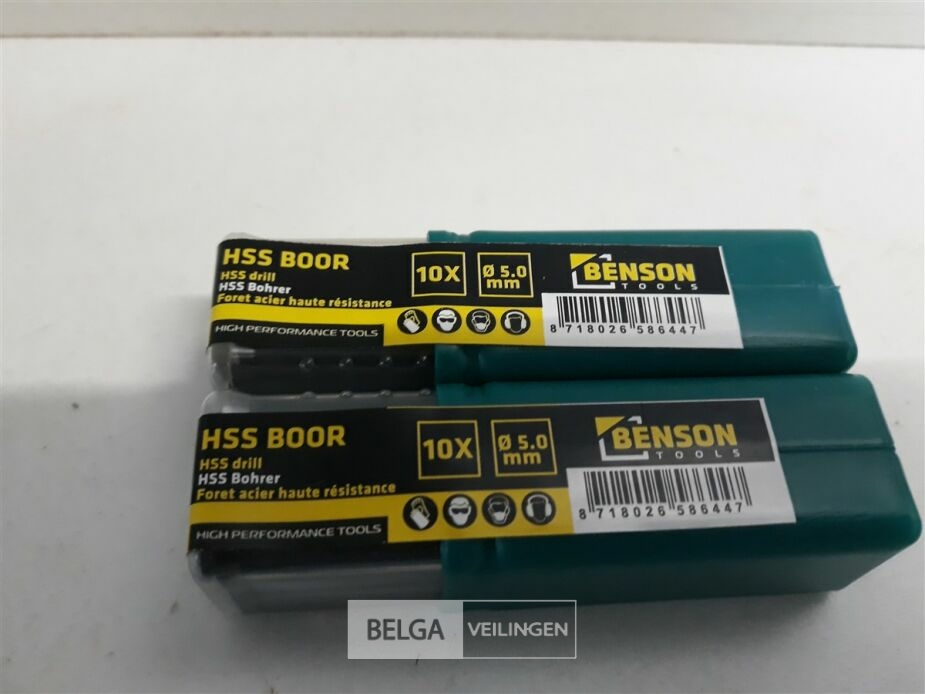 HSS BOOR
HSS drill
HSS Bohrer
Foret acier haute résistance
HIGH PERFORMANCE TOOLS
10X
Ø 5.0
mm
BENSON
TOOLS
8 718026 586447
HSS BOOR
HSS drill
HSS Bohrer
Foret acier haute résistance
HIGH PERFORMANCE TOOLS
10X
Ø 5.0
mm
BENSON
TOOLS
8 718026 586447
BELGA VEILINGEN